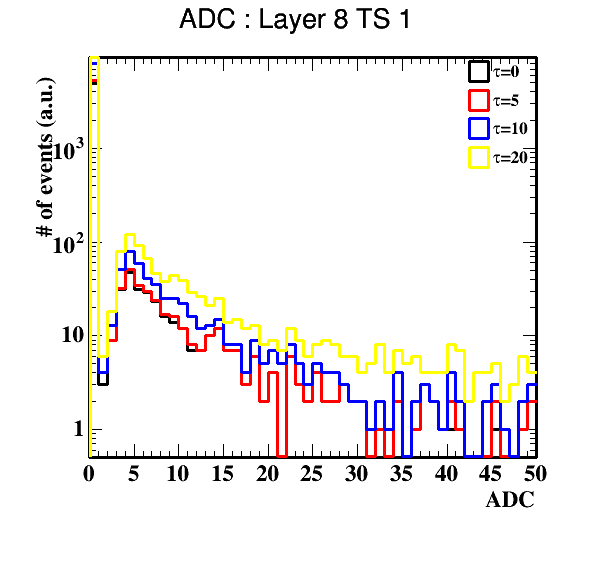 ADC : Layer 8 TS 1
# of events (a.u.)
10³
10²
10
1
τ=0
τ=5
τ=10
τ=20
0 5 10 15 20 25 30 35 40 45 50
ADC